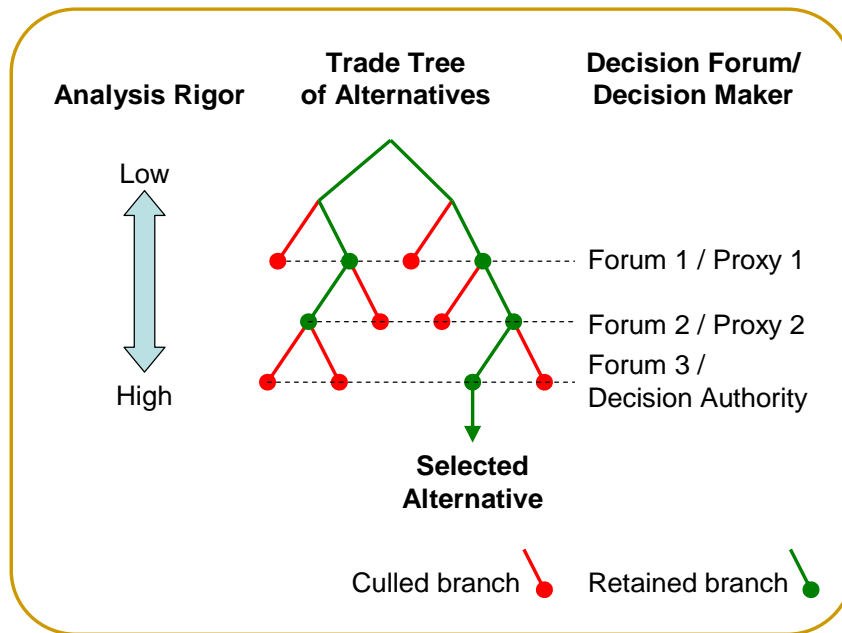 Analysis Rigor
Trade Tree
of Alternatives
Decision Forum/
Decision Maker
Low
High
Forum 1 / Proxy 1
Forum 2 / Proxy 2
Forum 3 /
Decision Authority
Selected
Alternative
Culled branch
Retained branch